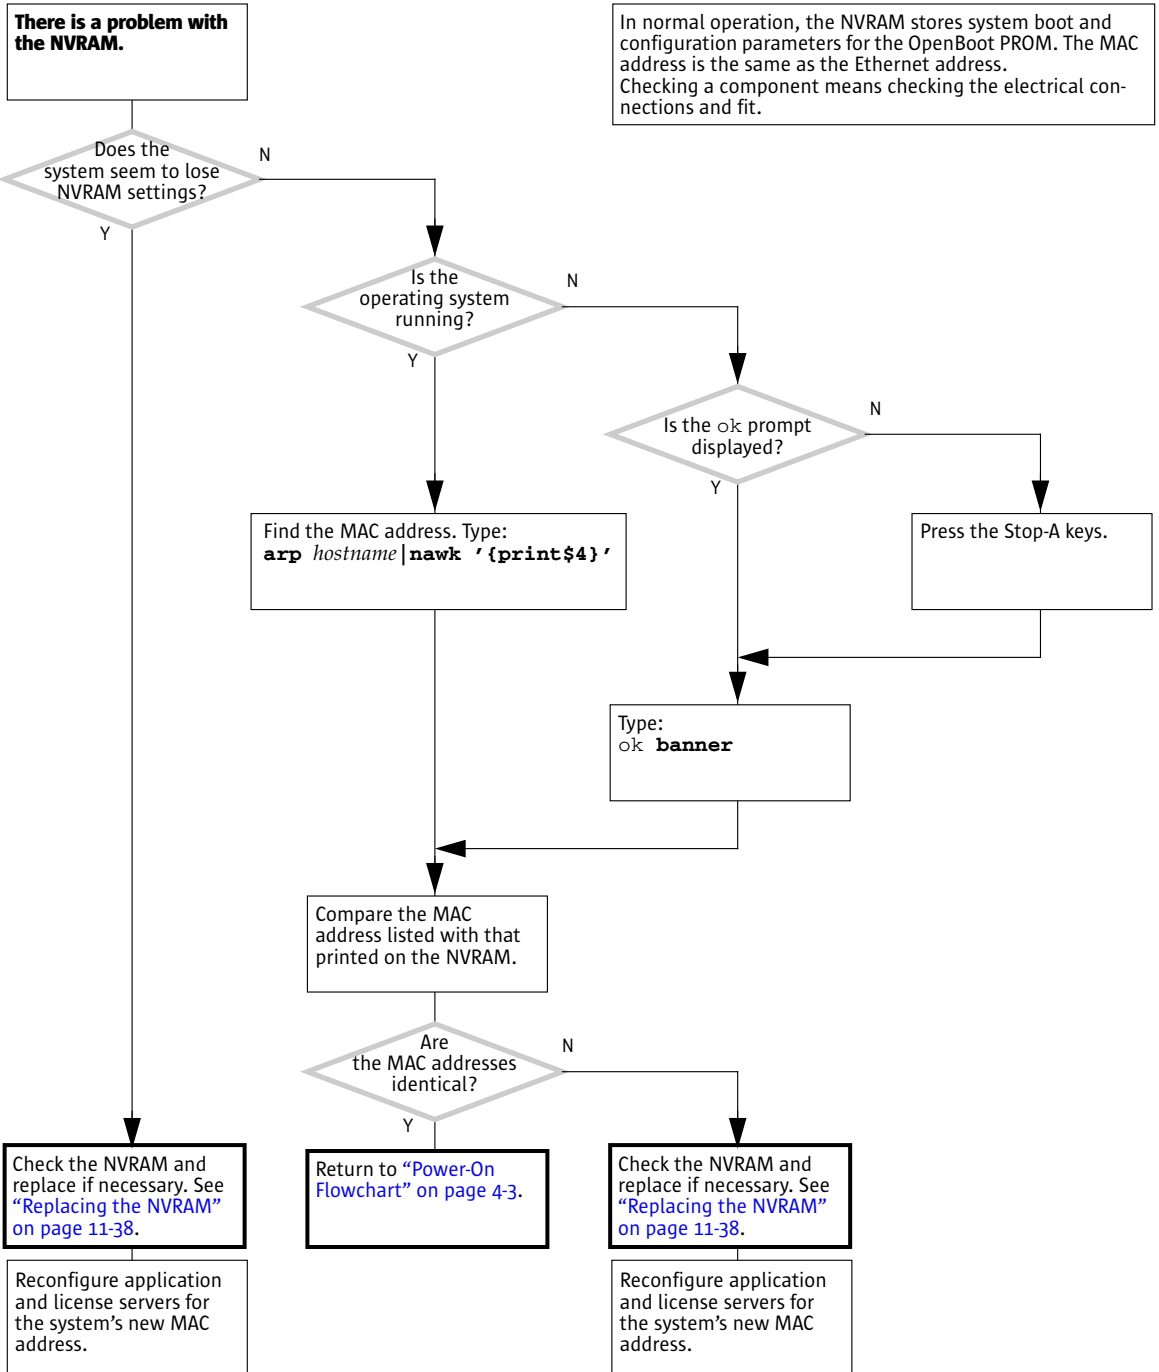 There is a problem with
the NVRAM.
In normal operation, the NVRAM stores system boot and
configuration parameters for the OpenBoot PROM. The MAC
address is the same as the Ethernet address.
Checking a component means checking the electrical con-
nections and fit.
Does the
system seem to lose
NVRAM settings?
N
Y
Is the
operating system
running?
N
Y
Is the ok prompt
displayed?
N
Y
Find the MAC address. Type:
arp hostname|nawk '{print$4}'
Press the Stop-A keys.
Type:
ok banner
Compare the MAC
address listed with that
printed on the NVRAM.
Are
the MAC addresses
identical?
N
Y
Check the NVRAM and
replace if necessary. See
“Replacing the NVRAM”
on page 11-38.
Return to “Power-On
Flowchart” on page 4-3.
Check the NVRAM and
replace if necessary. See
“Replacing the NVRAM”
on page 11-38.
Reconfigure application
and license servers for
the system’s new MAC
address.
Reconfigure application
and license servers for
the system’s new MAC
address.